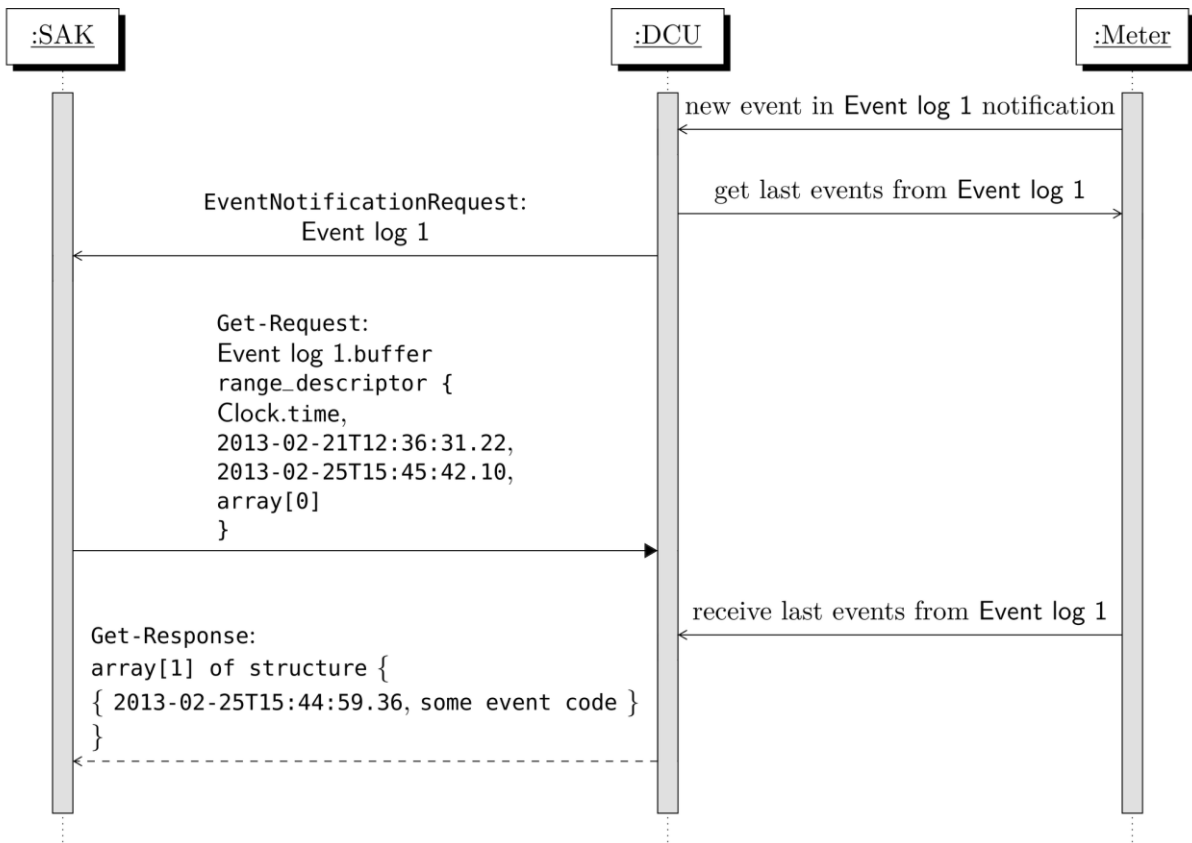 :SAK
:DCU
:Meter
new event in Event log 1 notification
get last events from Event log 1
EventNotificationRequest:
Event log 1
Get-Request:
Event log 1.buffer
range_descriptor {
Clock.time,
2013-02-21T12:36:31.22,
2013-02-25T15:45:42.10,
array[0]
}
receive last events from Event log 1
Get-Response:
array[1] of structure {
{ 2013-02-25T15:44:59.36, some event code }
}